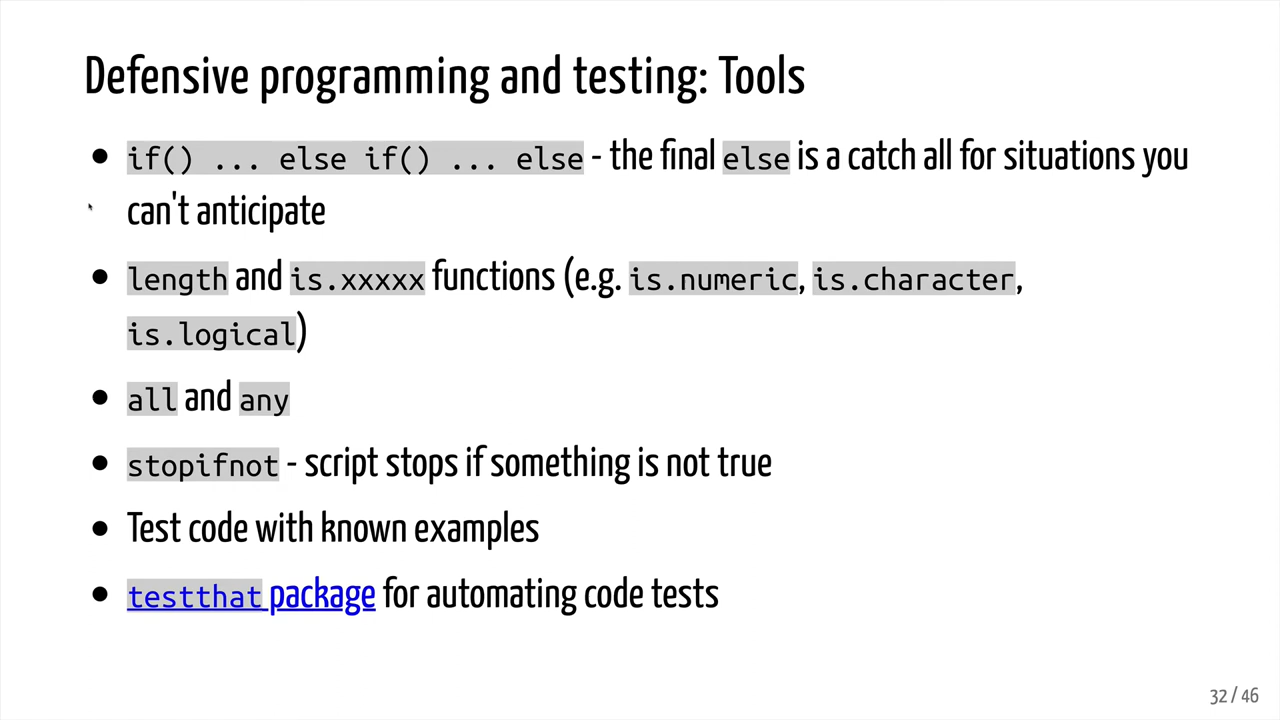 Defensive programming and testing: Tools
• if() ... else if() ... else - the final else is a catch all for situations you
can't anticipate
• length and is.xxxxx functions (e.g. is.numeric, is.character,
is.logical)
• all and any
• stopifnot - script stops if something is not true
• Test code with known examples
• testthat package for automating code tests
32 / 46